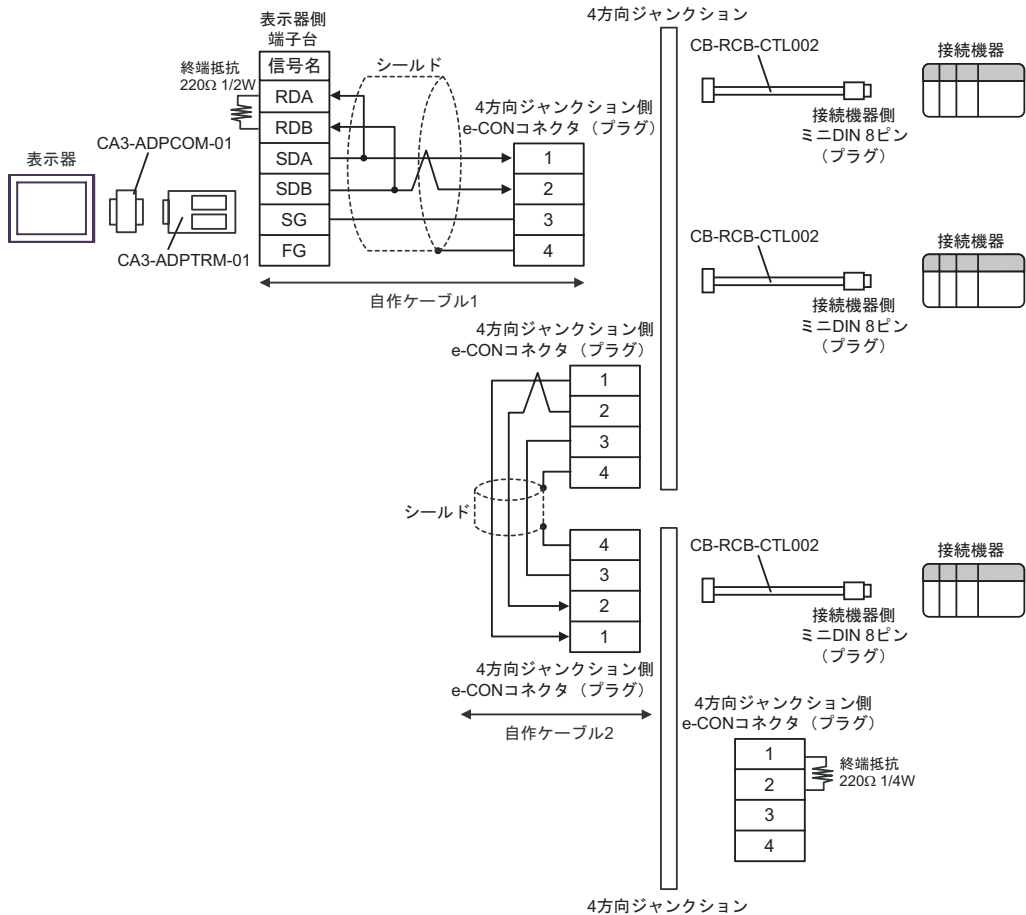 4方向ジャンクション
表示器側
端子台
信号名
RDA
RDB
SDA
SDB
SG
FG
終端抵抗
220Ω 1/2W
シールド
4方向ジャンクション側
e-CONコネクタ（プラグ）
1
2
3
4
表示器
CA3-ADPCOM-01
CA3-ADPTRM-01
自作ケーブル1
CB-RCB-CTL002
接続機器
接続機器側
ミニDIN 8ピン
（プラグ）
CB-RCB-CTL002
接続機器
接続機器側
ミニDIN 8ピン
（プラグ）
4方向ジャンクション側
e-CONコネクタ（プラグ）
1
2
3
4
シールド
4
3
2
1
4方向ジャンクション側
e-CONコネクタ（プラグ）
自作ケーブル2
CB-RCB-CTL002
接続機器
接続機器側
ミニDIN 8ピン
（プラグ）
4方向ジャンクション側
e-CONコネクタ（プラグ）
1
2
3
4
終端抵抗
220Ω 1/4W
4方向ジャンクション